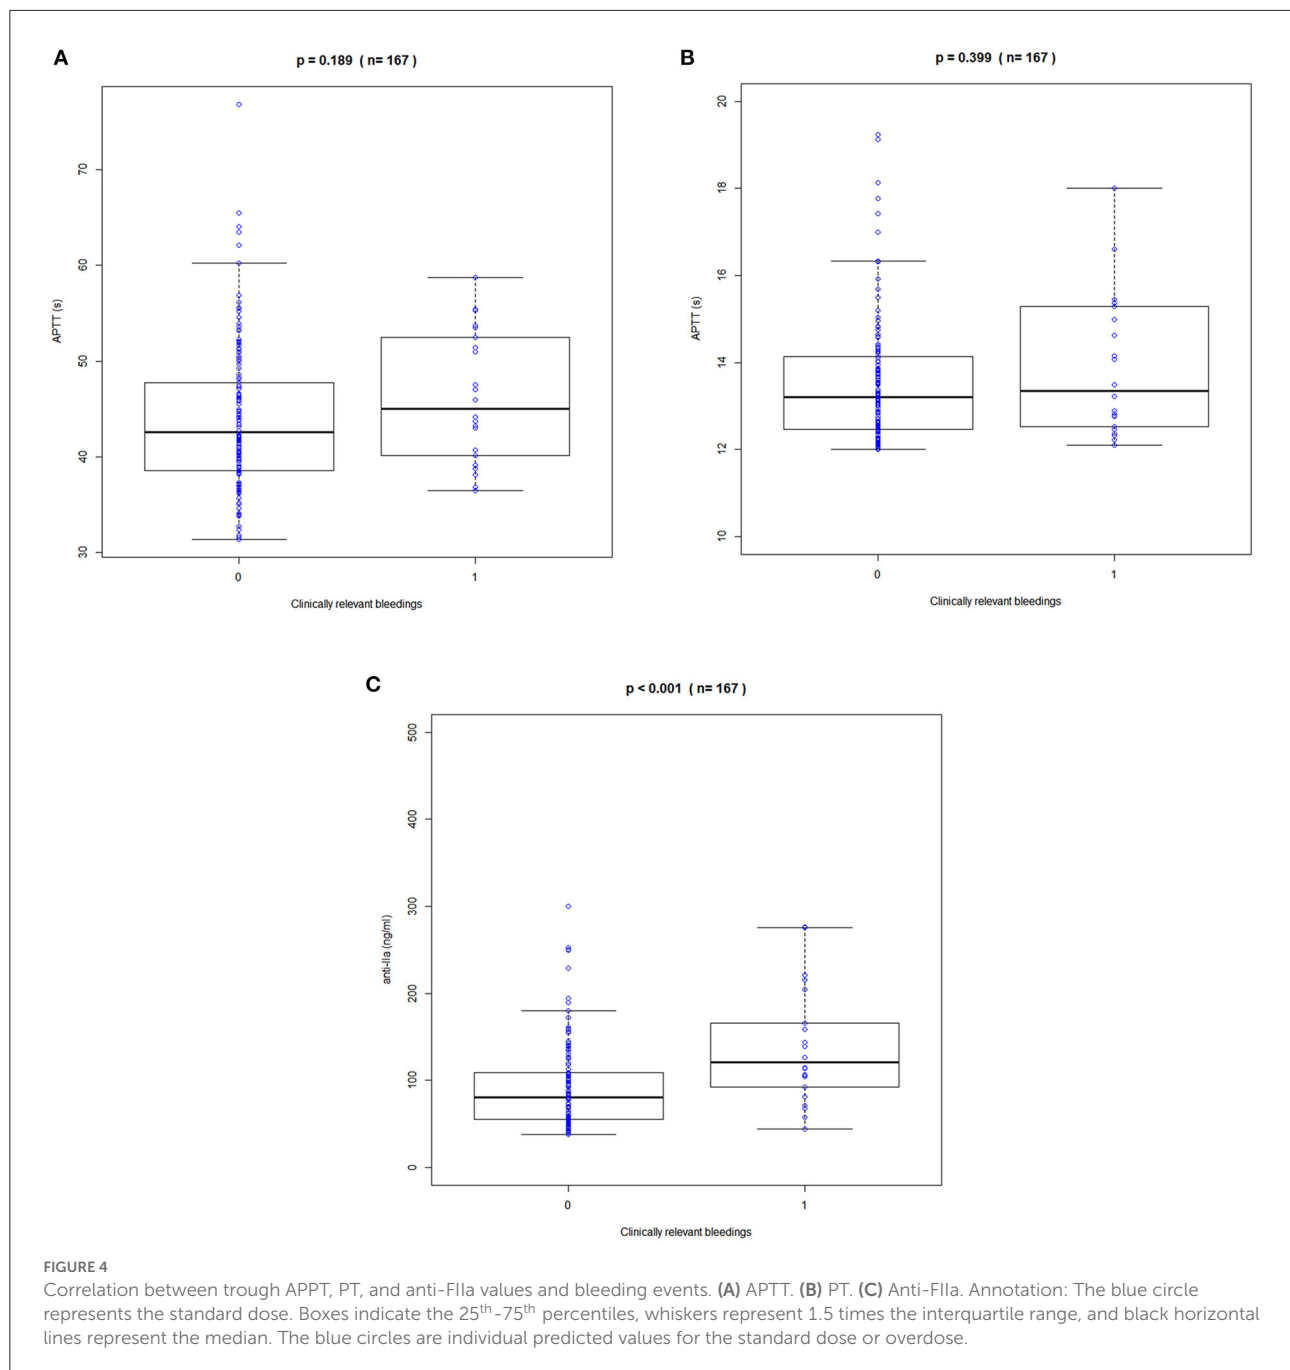 A
p = 0.189 ( n= 167 )
70
60
50
40
30
APTT (s)
0
1
Clinically relevant bleedings
B
p = 0.399 ( n= 167 )
20
18
16
14
12
10
APTT (s)
0
1
Clinically relevant bleedings
C
p < 0.001 ( n= 167 )
500
400
300
200
100
0
anti-IIa (ng/ml)
0
1
Clinically relevant bleedings
FIGURE 4
Correlation between trough APPT, PT, and anti-FIIa values and bleeding events. (A) APTT. (B) PT. (C) Anti-FIIa. Annotation: The blue circle
represents the standard dose. Boxes indicate the 25th-75th percentiles, whiskers represent 1.5 times the interquartile range, and black horizontal
lines represent the median. The blue circles are individual predicted values for the standard dose or overdose.